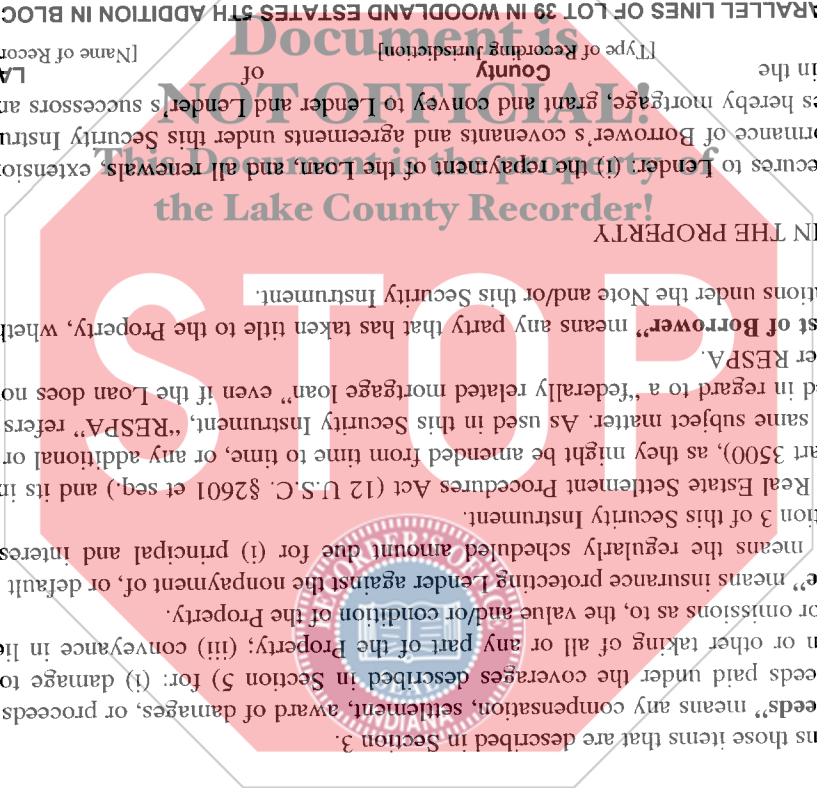 ns those items that are described in Section 3.
eeds" means any compensation, settlement, award of damages, or proceeds
eeds paid under the coverages described in Section 5) for: (i) damage to
n or other taking of all or any part of the Property; (iii) conveyance in lie
or omissions as to, the value and/or condition of the Property.
e" means insurance protecting Lender against the nonpayment of, or default
means the regularly scheduled amount due for (i) principal and interes
tion 3 of this Security Instrument.
Real Estate Settlement Procedures Act (12 U.S.C. §2601 et seq.) and its in
art 3500), as they might be amended from time to time, or any additional or
same subject matter. As used in this Security Instrument, "RESPA" refers
ed in regard to a "federally related mortgage loan" even if the Loan does no
er RESPA.
st of Borrower" means any party that has taken title to the Property, wheth
ations under the Note and/or this Security Instrument.
IN THE PROPERTY
ecures to Lender: (i) the repayment of the Loan, and all renewals, extension
ormance of Borrower's covenants and agreements under this Security Instru
es hereby mortgage, grant and convey to Lender and Lender's successors an
in the County of LA
[Type of Recording Jurisdiction] [Name of Recor
ARALLEL LINES OF LOT 39 IN WOODLAND ESTATES 5TH ADDITION IN BLOC
Document is
NOT OFFICIAL!
This Document is the property of
the Lake County Recorder!
STOP
RECORDER'S OFFICE
INDIANA